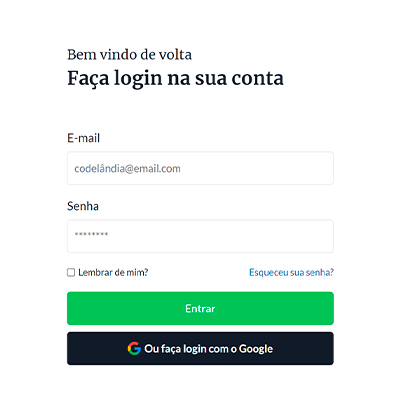 Bem vindo de volta
Faça login na sua conta
E-mail
codelândia@email.com
Senha
********
Lembrar de mim? Esqueceu sua senha?
Entrar
Ou faça login com o Google